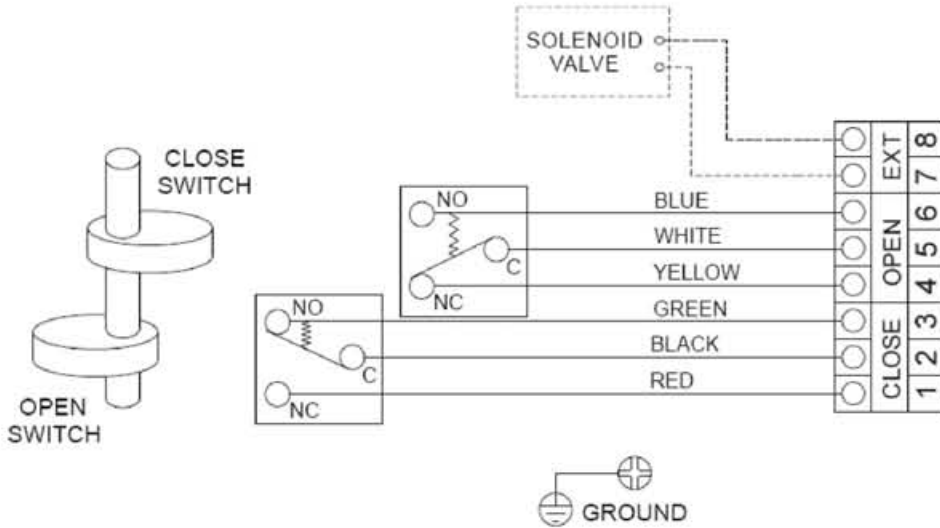 SOLENOID
VALVE
CLOSE
SWITCH
OPEN
SWITCH
NO
C
NC
NO
C
NC
BLUE
WHITE
YELLOW
GREEN
BLACK
RED
EXT
OPEN
CLOSE
8
7
6
5
4
3
2
1
GROUND